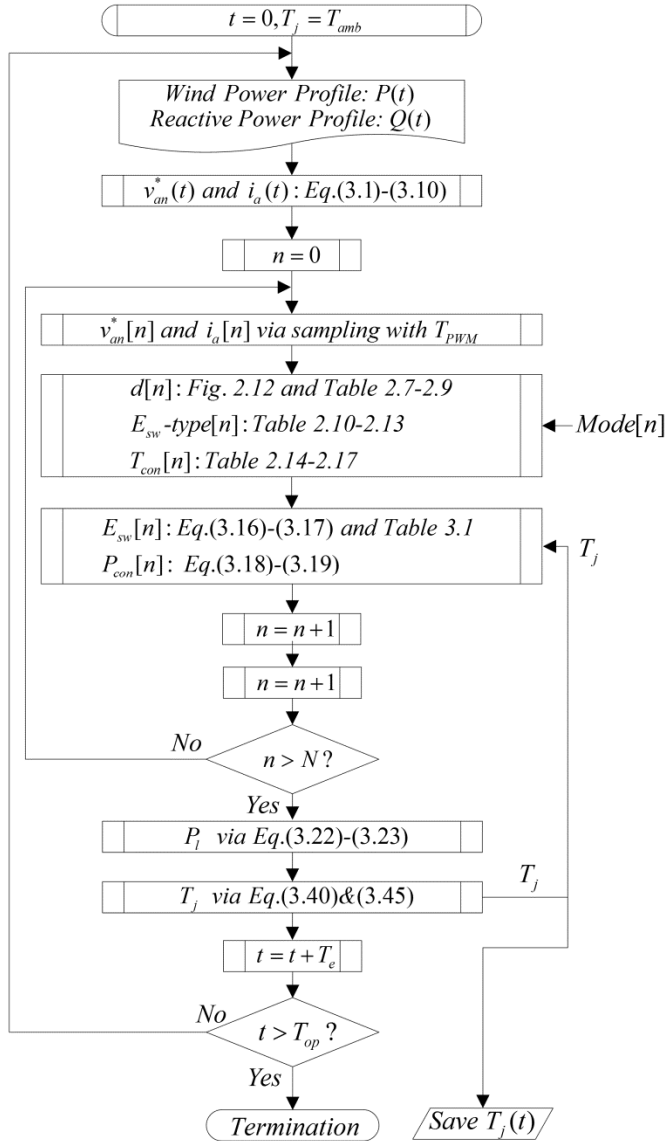 t = 0, T_j = T_amb
Wind Power Profile: P(t)
Reactive Power Profile: Q(t)
v*_an(t) and i_a(t): Eq.(3.1)-(3.10)
n = 0
v*_an[n] and i_a[n] via sampling with T_PWM
d[n]: Fig. 2.12 and Table 2.7-2.9
E_sw-type[n]: Table 2.10-2.13
T_con[n]: Table 2.14-2.17
Mode[n]
E_sw[n]: Eq.(3.16)-(3.17) and Table 3.1
P_con[n]: Eq.(3.18)-(3.19)
T_j
n = n+1
n = n+1
No
n > N?
Yes
P_l via Eq.(3.22)-(3.23)
T_j via Eq.(3.40)&(3.45)
T_j
t = t + T_e
No
t > T_op?
Yes
Termination
Save T_j(t)